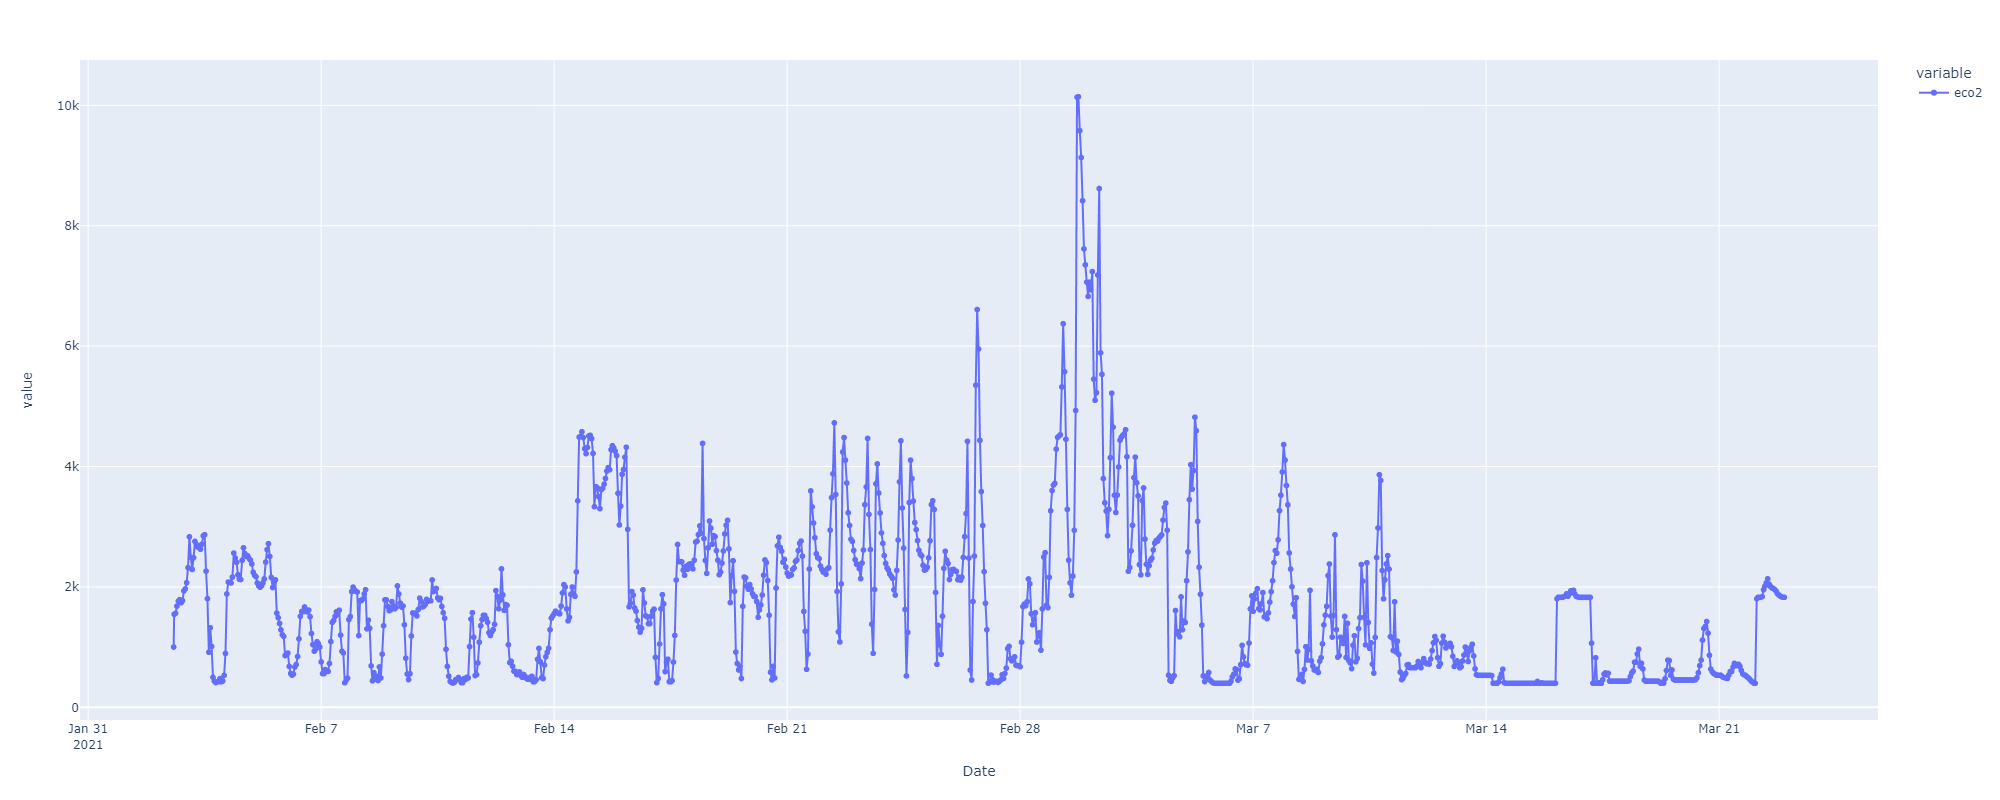 variable
eco2
10k
8k
6k
4k
2k
0
value
Jan 31
2021
Feb 7
Feb 14
Feb 21
Feb 28
Mar 7
Mar 14
Mar 21
Date